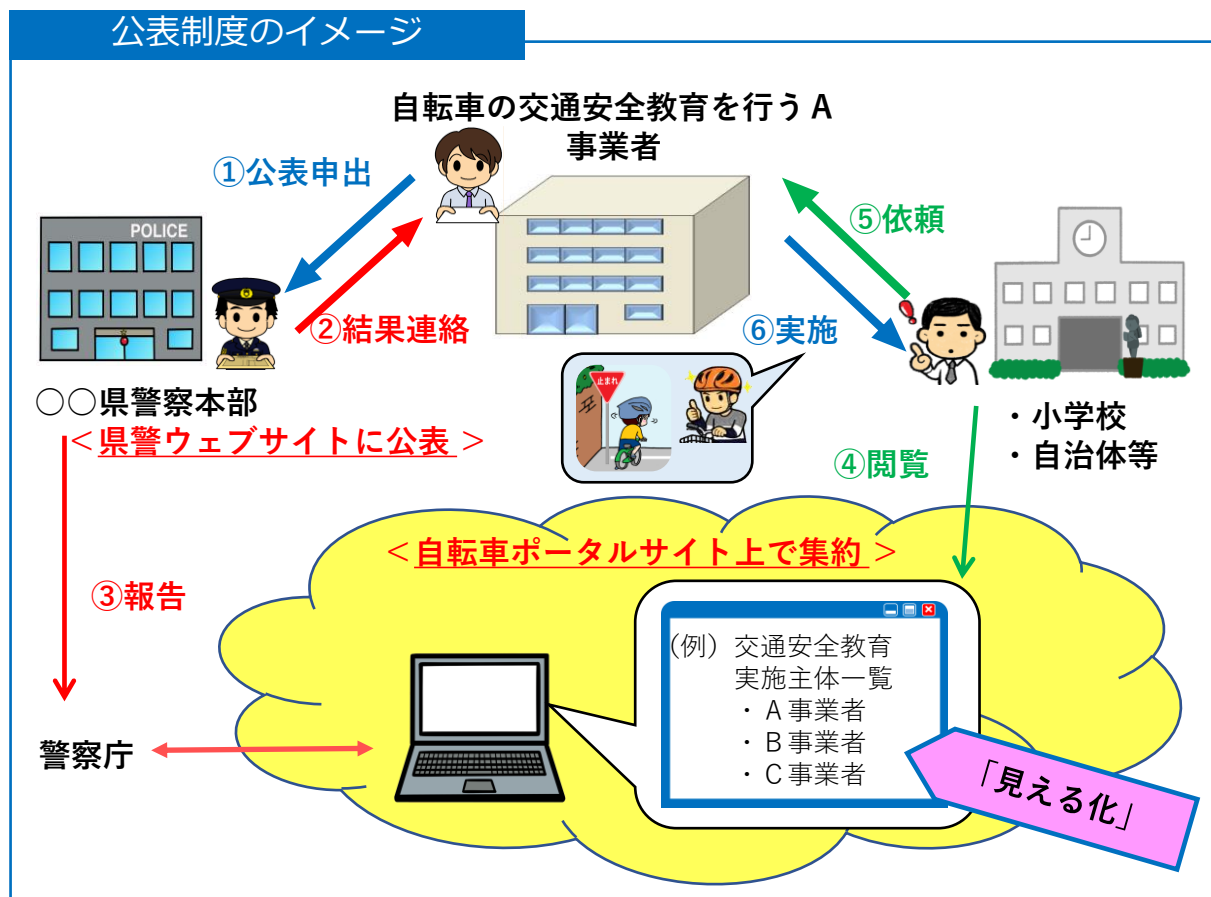 公表制度のイメージ
自転車の交通安全教育を行うA
事業者
①公表申出
②結果連絡
⑤依頼
⑥実施
POLICE
止まれ
○○県警察本部
＜県警ウェブサイトに公表＞
・小学校
・自治体等
④閲覧
③報告
＜自転車ポータルサイト上で集約＞
(例) 交通安全教育
実施主体一覧
・A事業者
・B事業者
・C事業者
警察庁
「見える化」